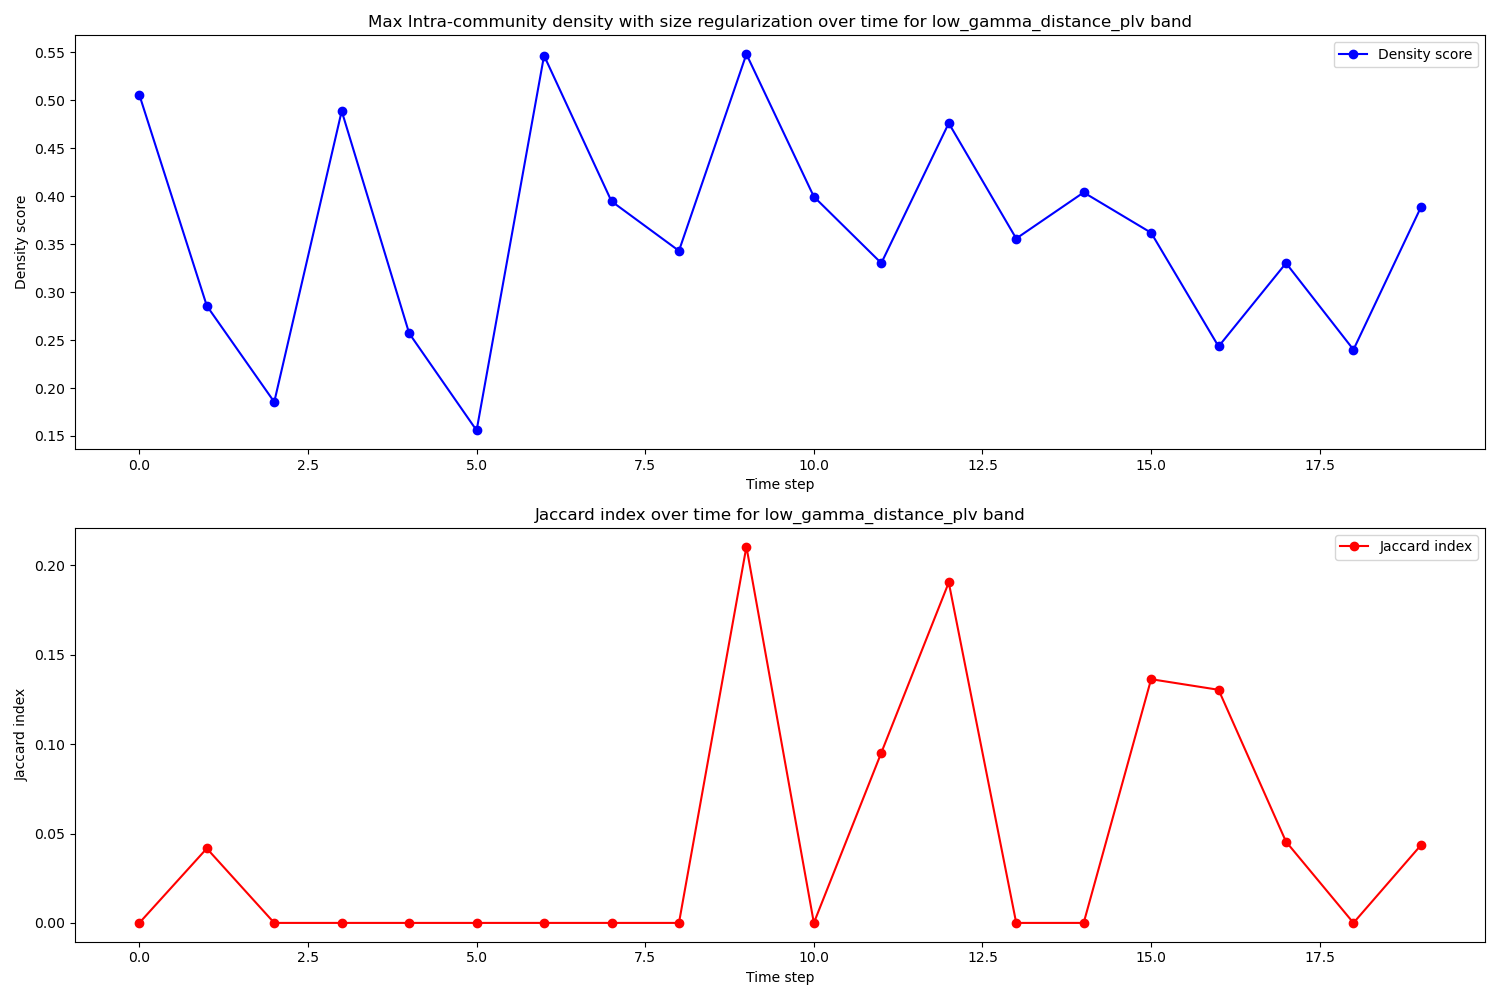 Max Intra-community density with size regularization over time for low_gamma_distance_plv band
Density score
0.55
0.50
0.45
0.40
0.35
0.30
0.25
0.20
0.15
Density score
0.0 2.5 5.0 7.5 10.0 12.5 15.0 17.5
Time step
Jaccard index over time for low_gamma_distance_plv band
Jaccard index
0.20
0.15
0.10
0.05
0.00
Jaccard index
0.0 2.5 5.0 7.5 10.0 12.5 15.0 17.5
Time step